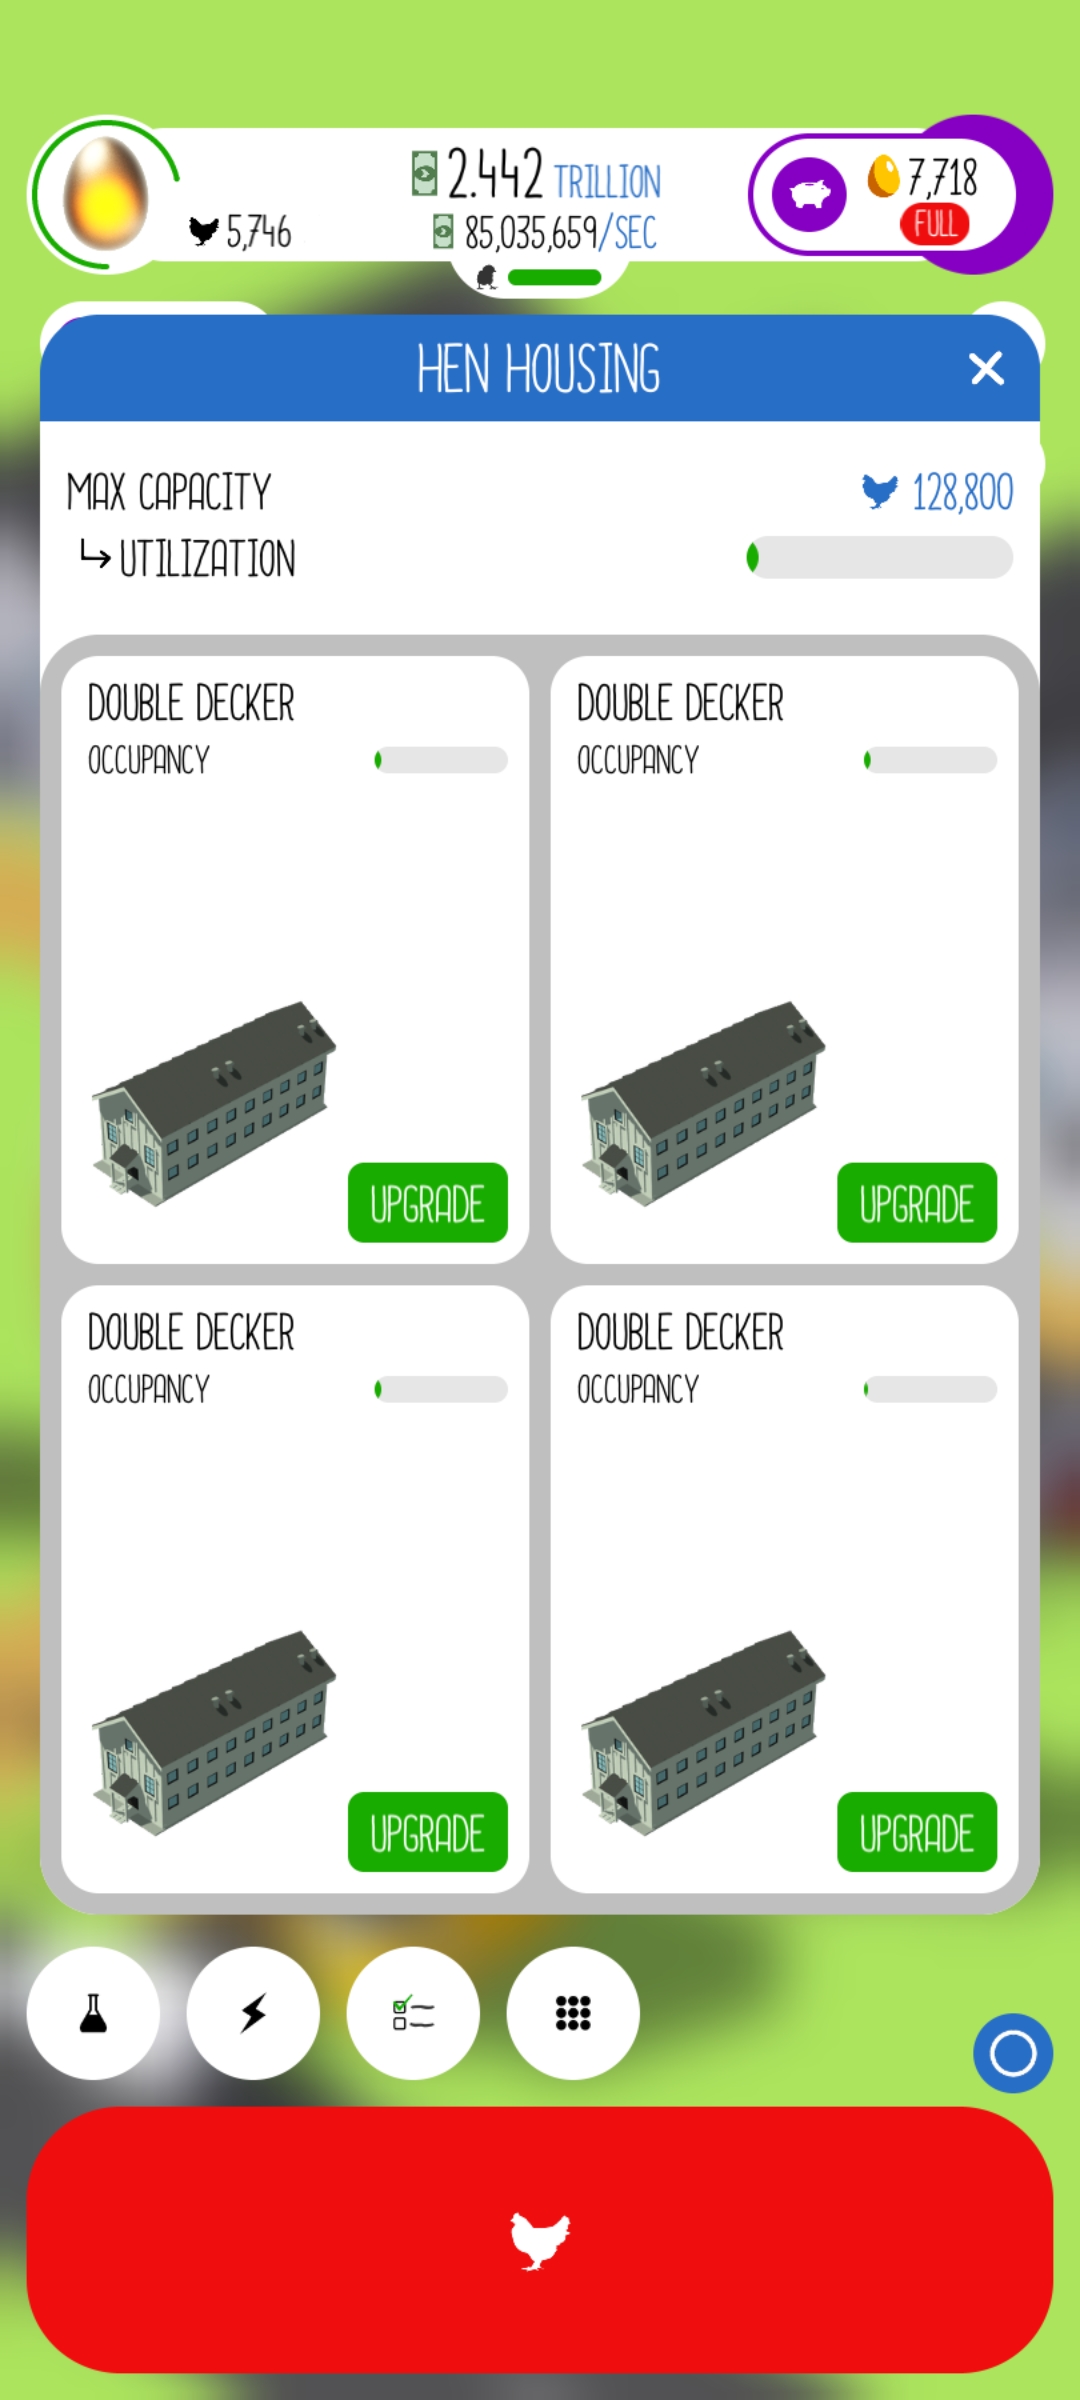 2.442 TRILLION
5,746
85,035,659/SEC
7,718
FULL
HEN HOUSING
MAX CAPACITY
128,800
UTILIZATION
DOUBLE DECKER
OCCUPANCY
UPGRADE
DOUBLE DECKER
OCCUPANCY
UPGRADE
DOUBLE DECKER
OCCUPANCY
UPGRADE
DOUBLE DECKER
OCCUPANCY
UPGRADE